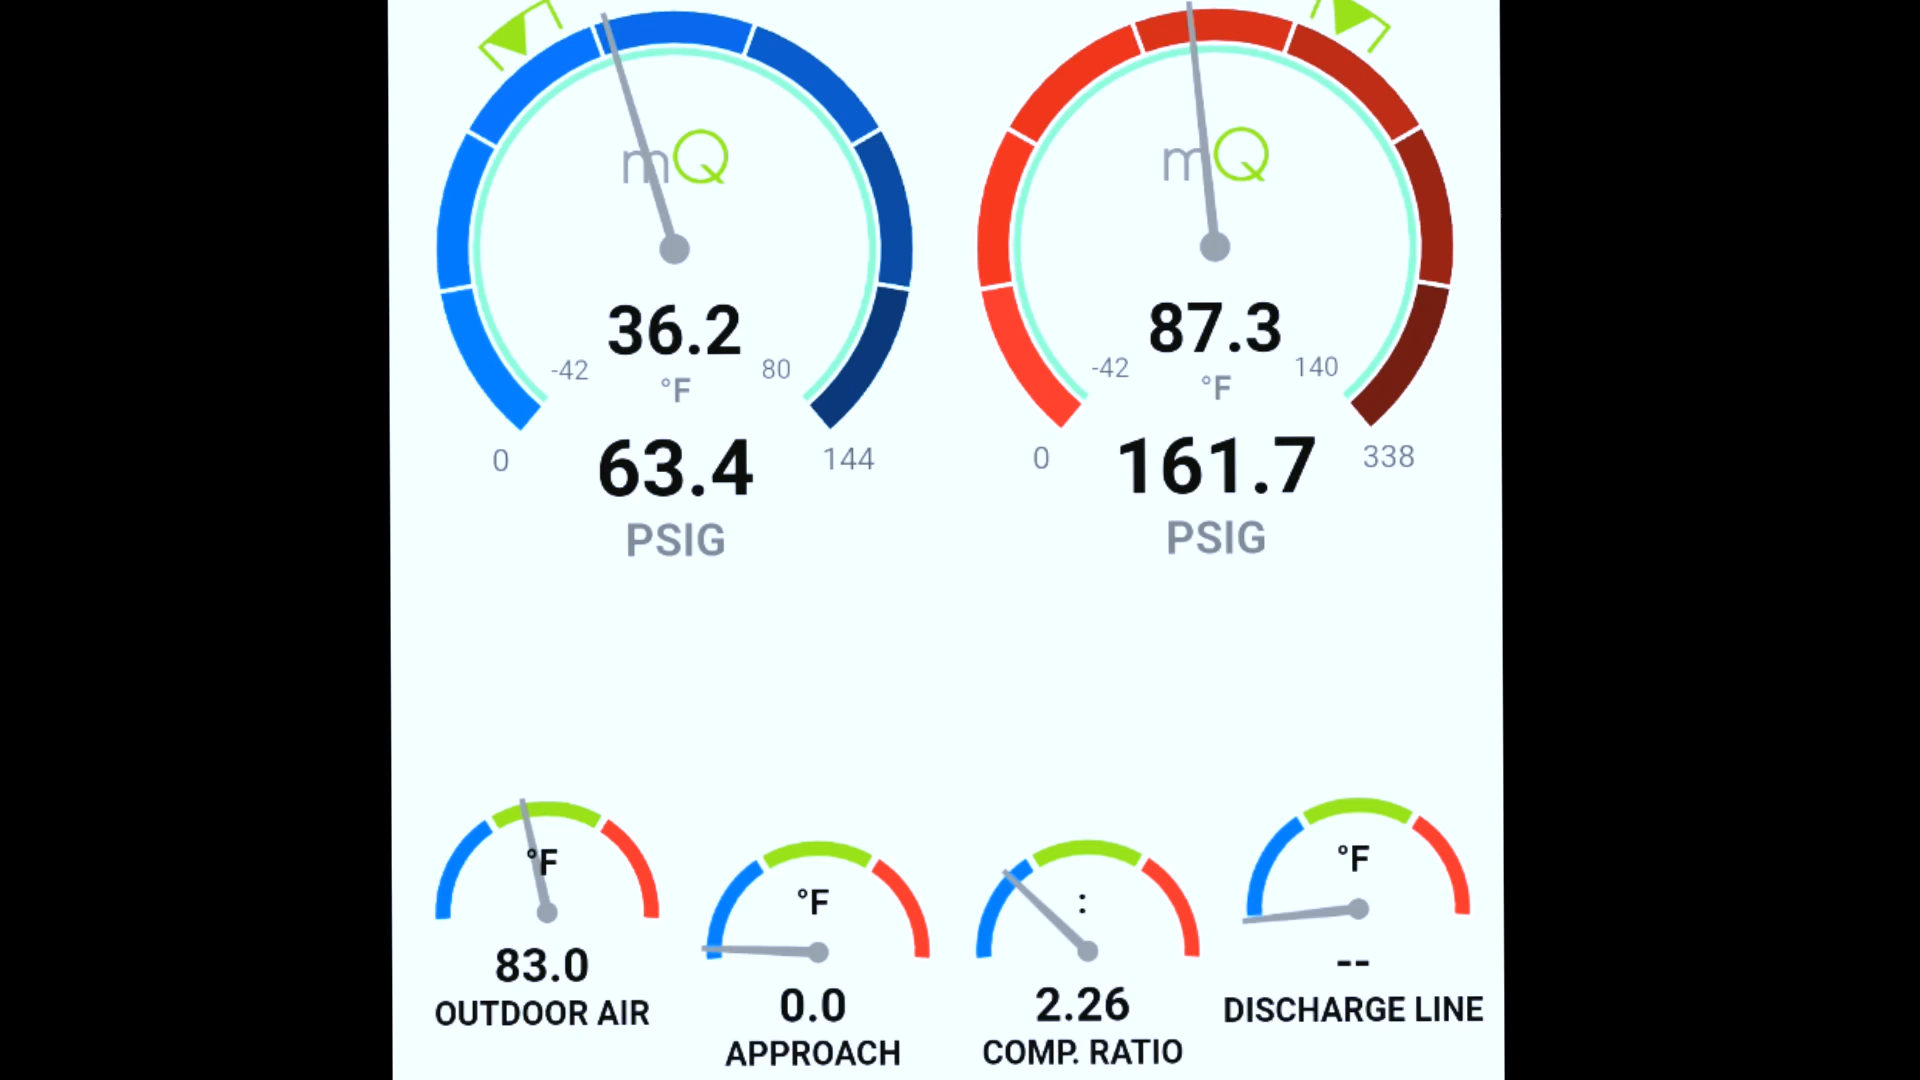 mQ
36.2
-42
80
°F
0
63.4
144
PSIG
mQ
87.3
-42
140
°F
0
161.7
338
PSIG
°F
83.0
OUTDOOR AIR
°F
0.0
APPROACH
:
2.26
COMP. RATIO
°F
--
DISCHARGE LINE